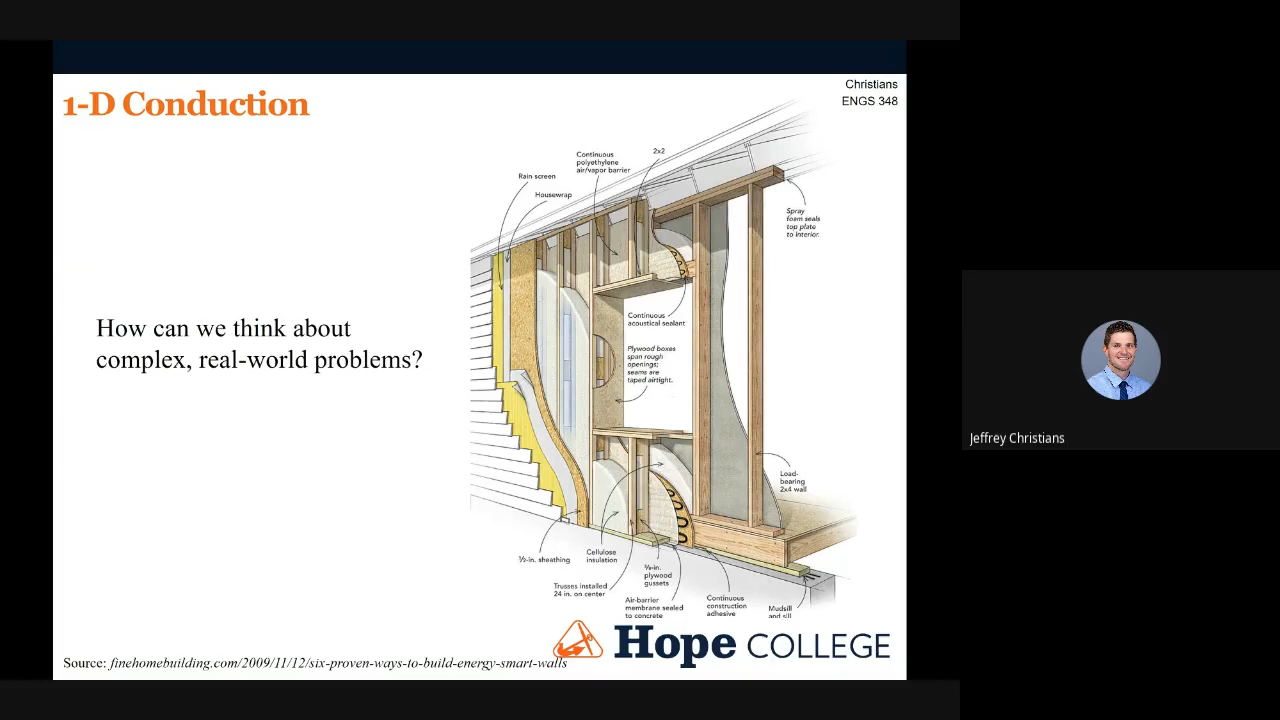 1-D Conduction
Christians
ENGS 348
How can we think about
complex, real-world problems?
Rain screen
Housewrap
Continuous
polyethylene
air/vapor barrier
2x2
Spray
foam seals
top plate
to interior.
Continuous
acoustical sealant
Plywood boxes
span rough
openings;
seams are
taped airtight.
Load-
bearing
2x4 wall
½-in. sheathing
Cellulose
insulation
Trusses installed
24 in. on center
⅝-in.
plywood
gussets
Air-barrier
membrane sealed
to concrete
Continuous
construction
adhesive
Mudsill
and sill
Hope COLLEGE
Source: finehomebuilding.com/2009/11/12/six-proven-ways-to-build-energy-smart-walls
Jeffrey Christians